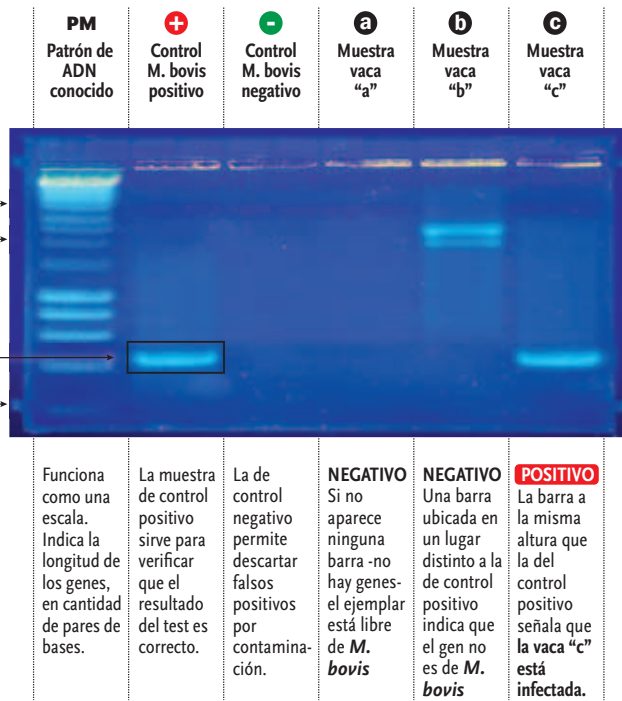 PM
Patrón de
ADN
conocido
+
Control
M. bovis
positivo
-
Control
M. bovis
negativo
a
Muestra
vaca
“a”
b
Muestra
vaca
“b”
c
Muestra
vaca
“c”
Funciona
como una
escala.
Indica la
longitud de
los genes,
en cantidad
de pares de
bases.
La muestra
de control
positivo
sirve para
verificar
que el
resultado
del test es
correcto.
La de
control
negativo
permite
descartar
falsos
positivos
por
contamina-
ción.
NEGATIVO
Si no
aparece
ninguna
barra -no
hay genes-
el ejemplar
está libre
de M.
bovis
NEGATIVO
Una barra
ubicada en
un lugar
distinto a la
de control
positivo
indica que
el gen no
es de M.
bovis
POSITIVO
La barra a
la misma
altura que
la del
control
positivo
señala que
la vaca “c”
está
infectada.